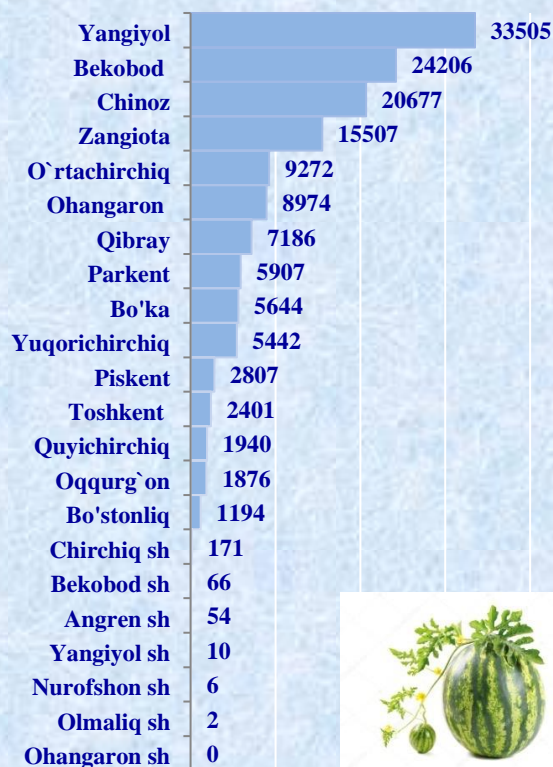 Yangiyol 33505
Bekobod 24206
Chinoz 20677
Zangiota 15507
O`rtachirchiq 9272
Ohangaron 8974
Qibray 7186
Parkent 5907
Bo'ka 5644
Yuqorichirchiq 5442
Piskent 2807
Toshkent 2401
Quyichirchiq 1940
Oqqurg`on 1876
Bo'stonliq 1194
Chirchiq sh 171
Bekobod sh 66
Angren sh 54
Yangiyol sh 10
Nurofshon sh 6
Olmaliq sh 2
Ohangaron sh 0